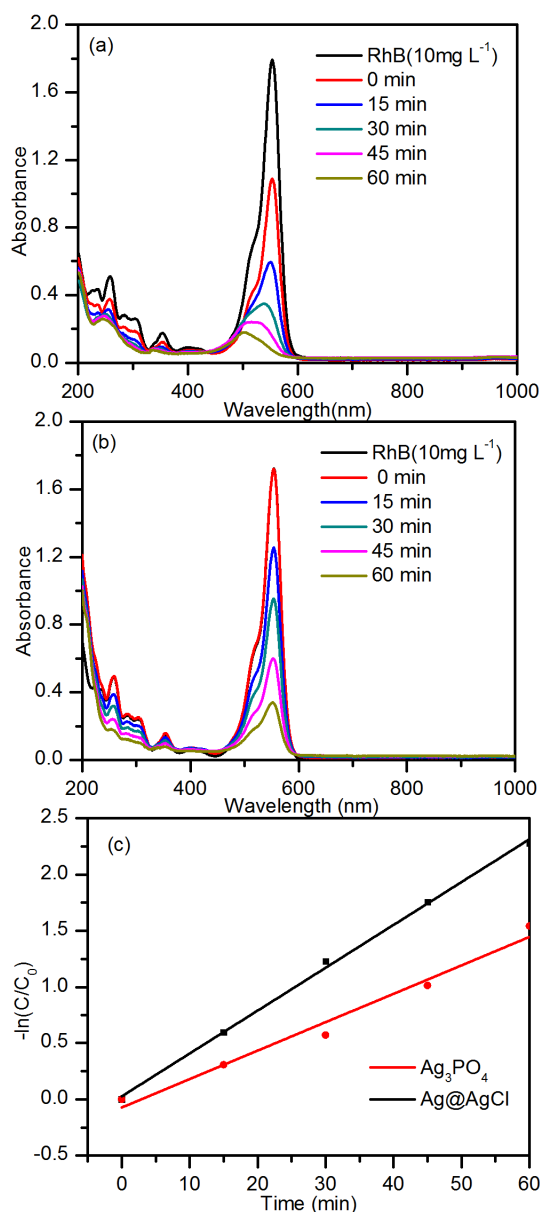 (a)
RhB(10mg L⁻¹)
0 min
15 min
30 min
45 min
60 min
Absorbance
2.0
1.6
1.2
0.8
0.4
0.0
200 400 600 800 1000
Wavelength(nm)
(b)
RhB(10mg L⁻¹)
0 min
15 min
30 min
45 min
60 min
Absorbance
2.0
1.6
1.2
0.8
0.4
0.0
200 400 600 800 1000
Wavelength (nm)
(c)
-ln(C/C₀)
2.5
2.0
1.5
1.0
0.5
0.0
-0.5
Ag₃PO₄
Ag@AgCl
0 10 20 30 40 50 60
Time (min)